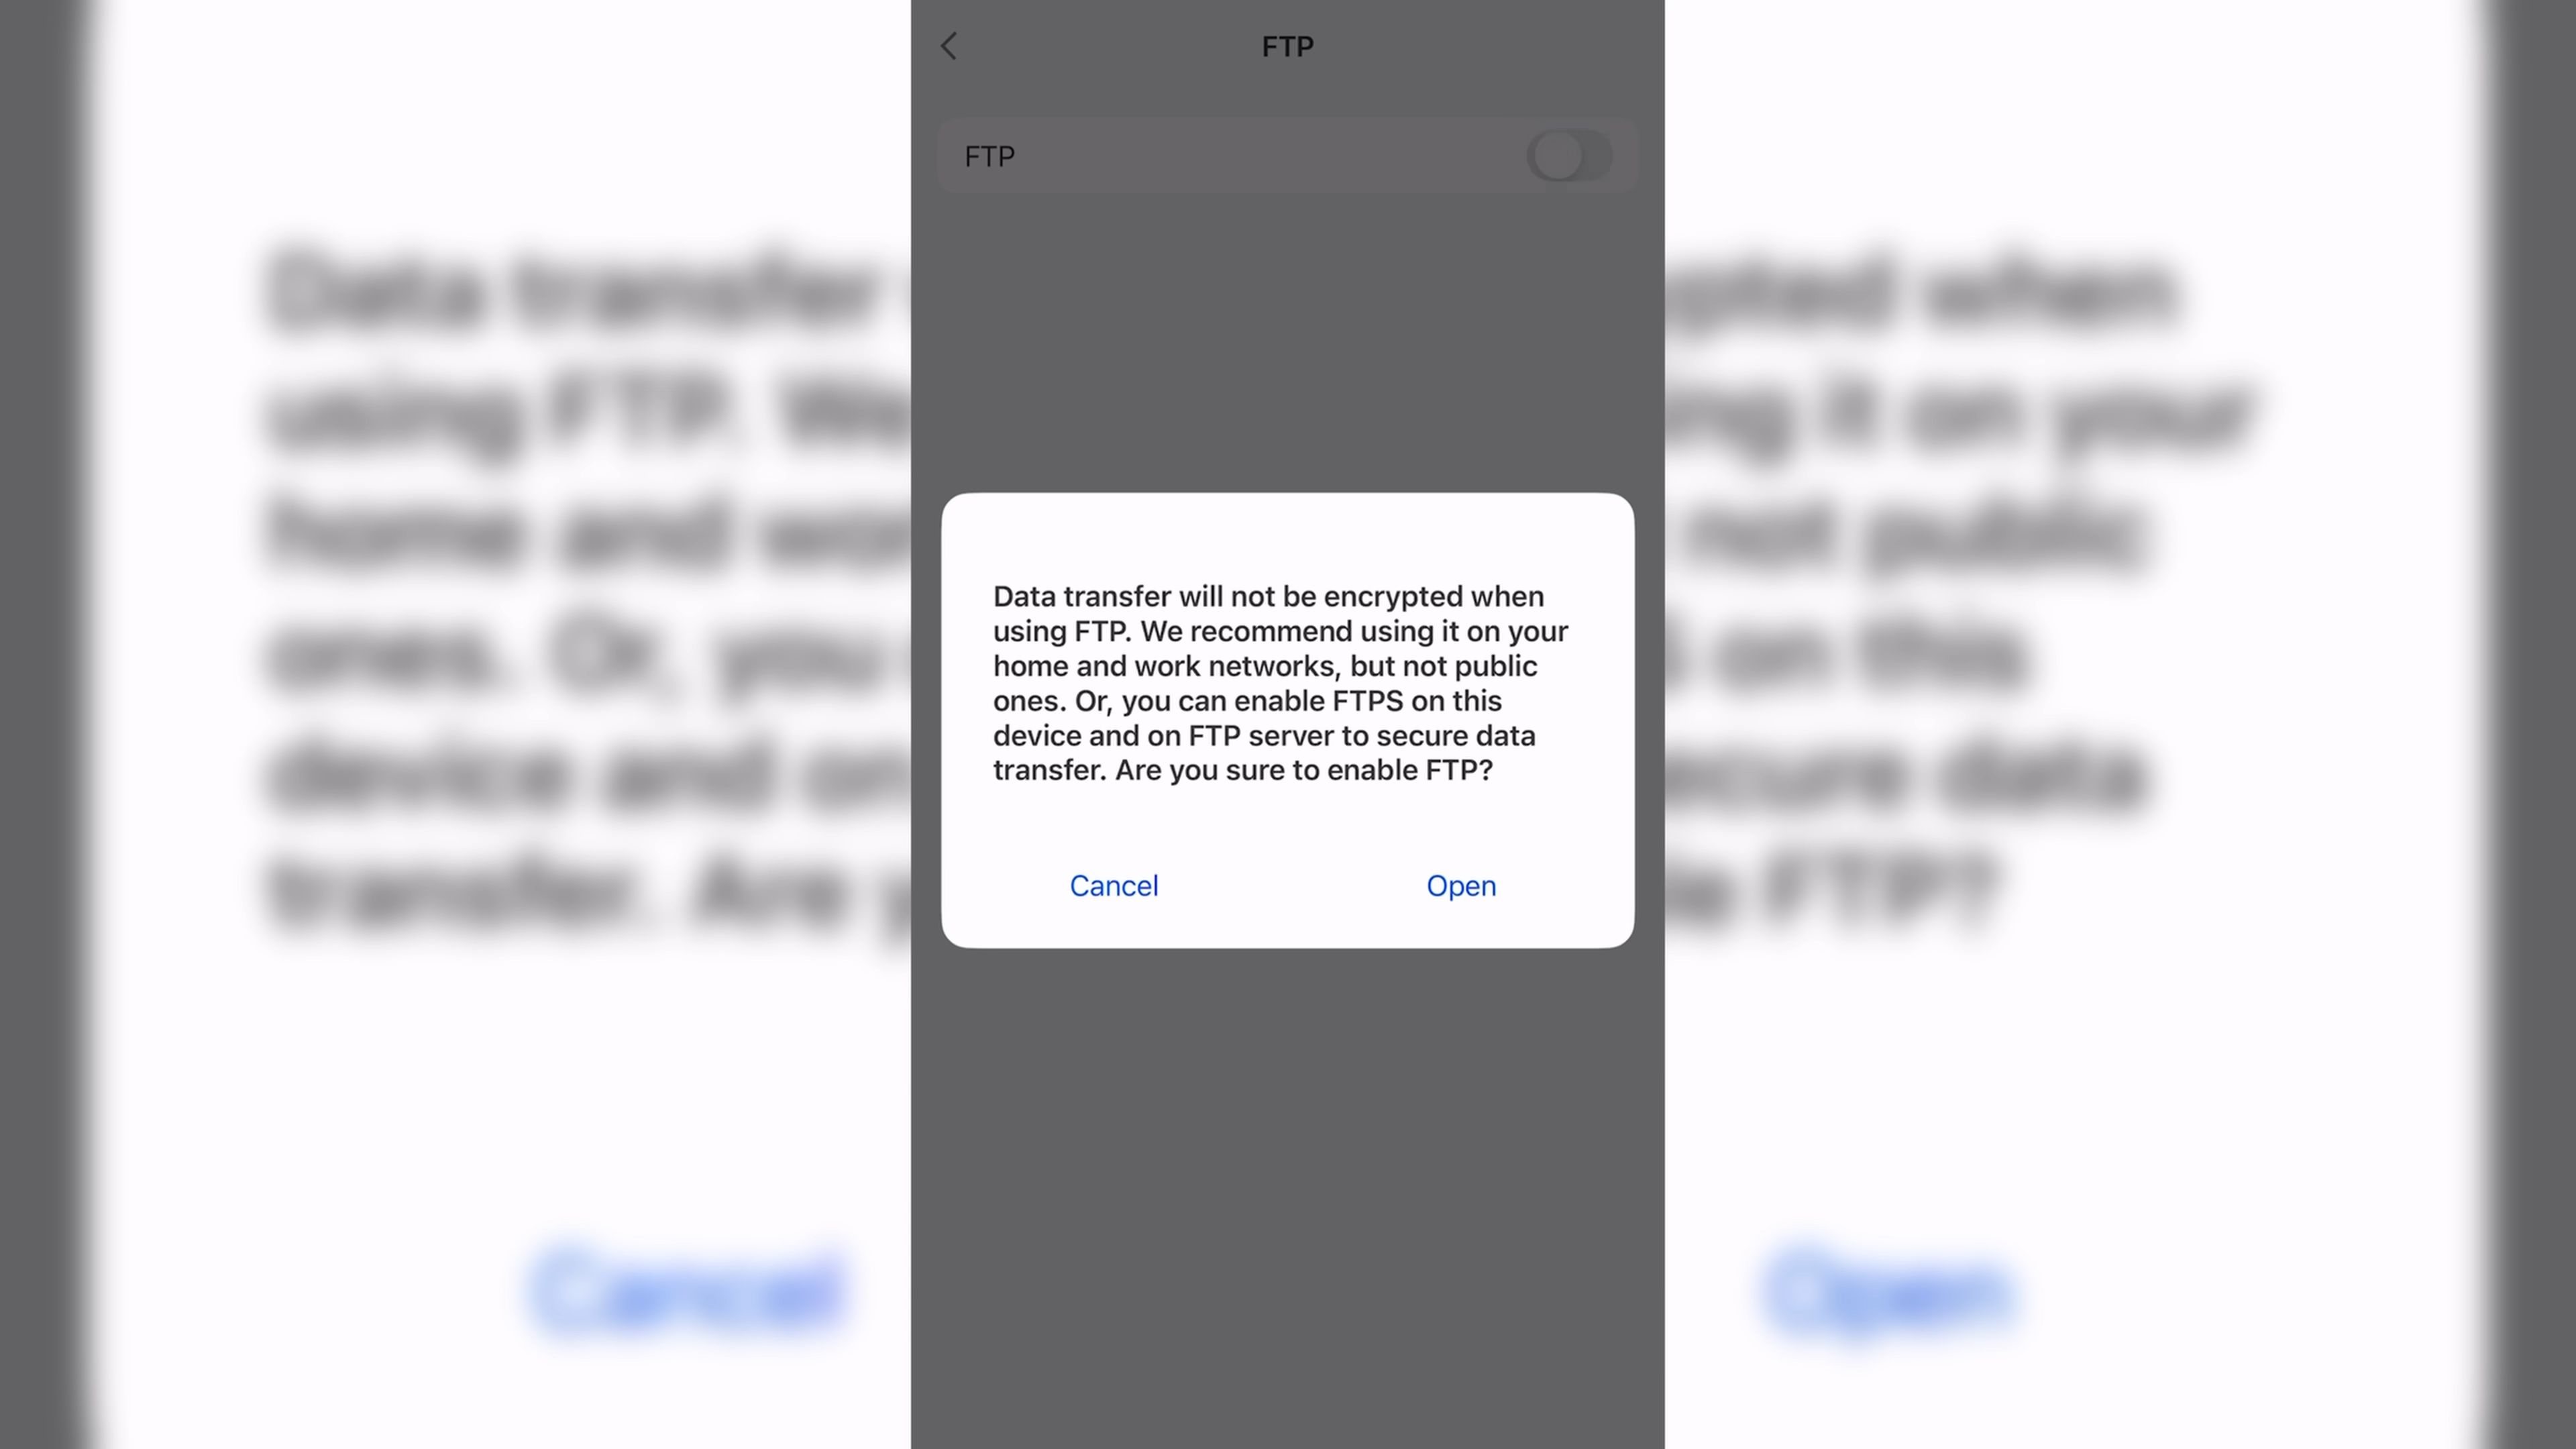 FTP
FTP
Data transfer will not be encrypted when
using FTP. We recommend using it on your
home and work networks, but not public
ones. Or, you can enable FTPS on this
device and on FTP server to secure data
transfer. Are you sure to enable FTP?
Cancel
Open